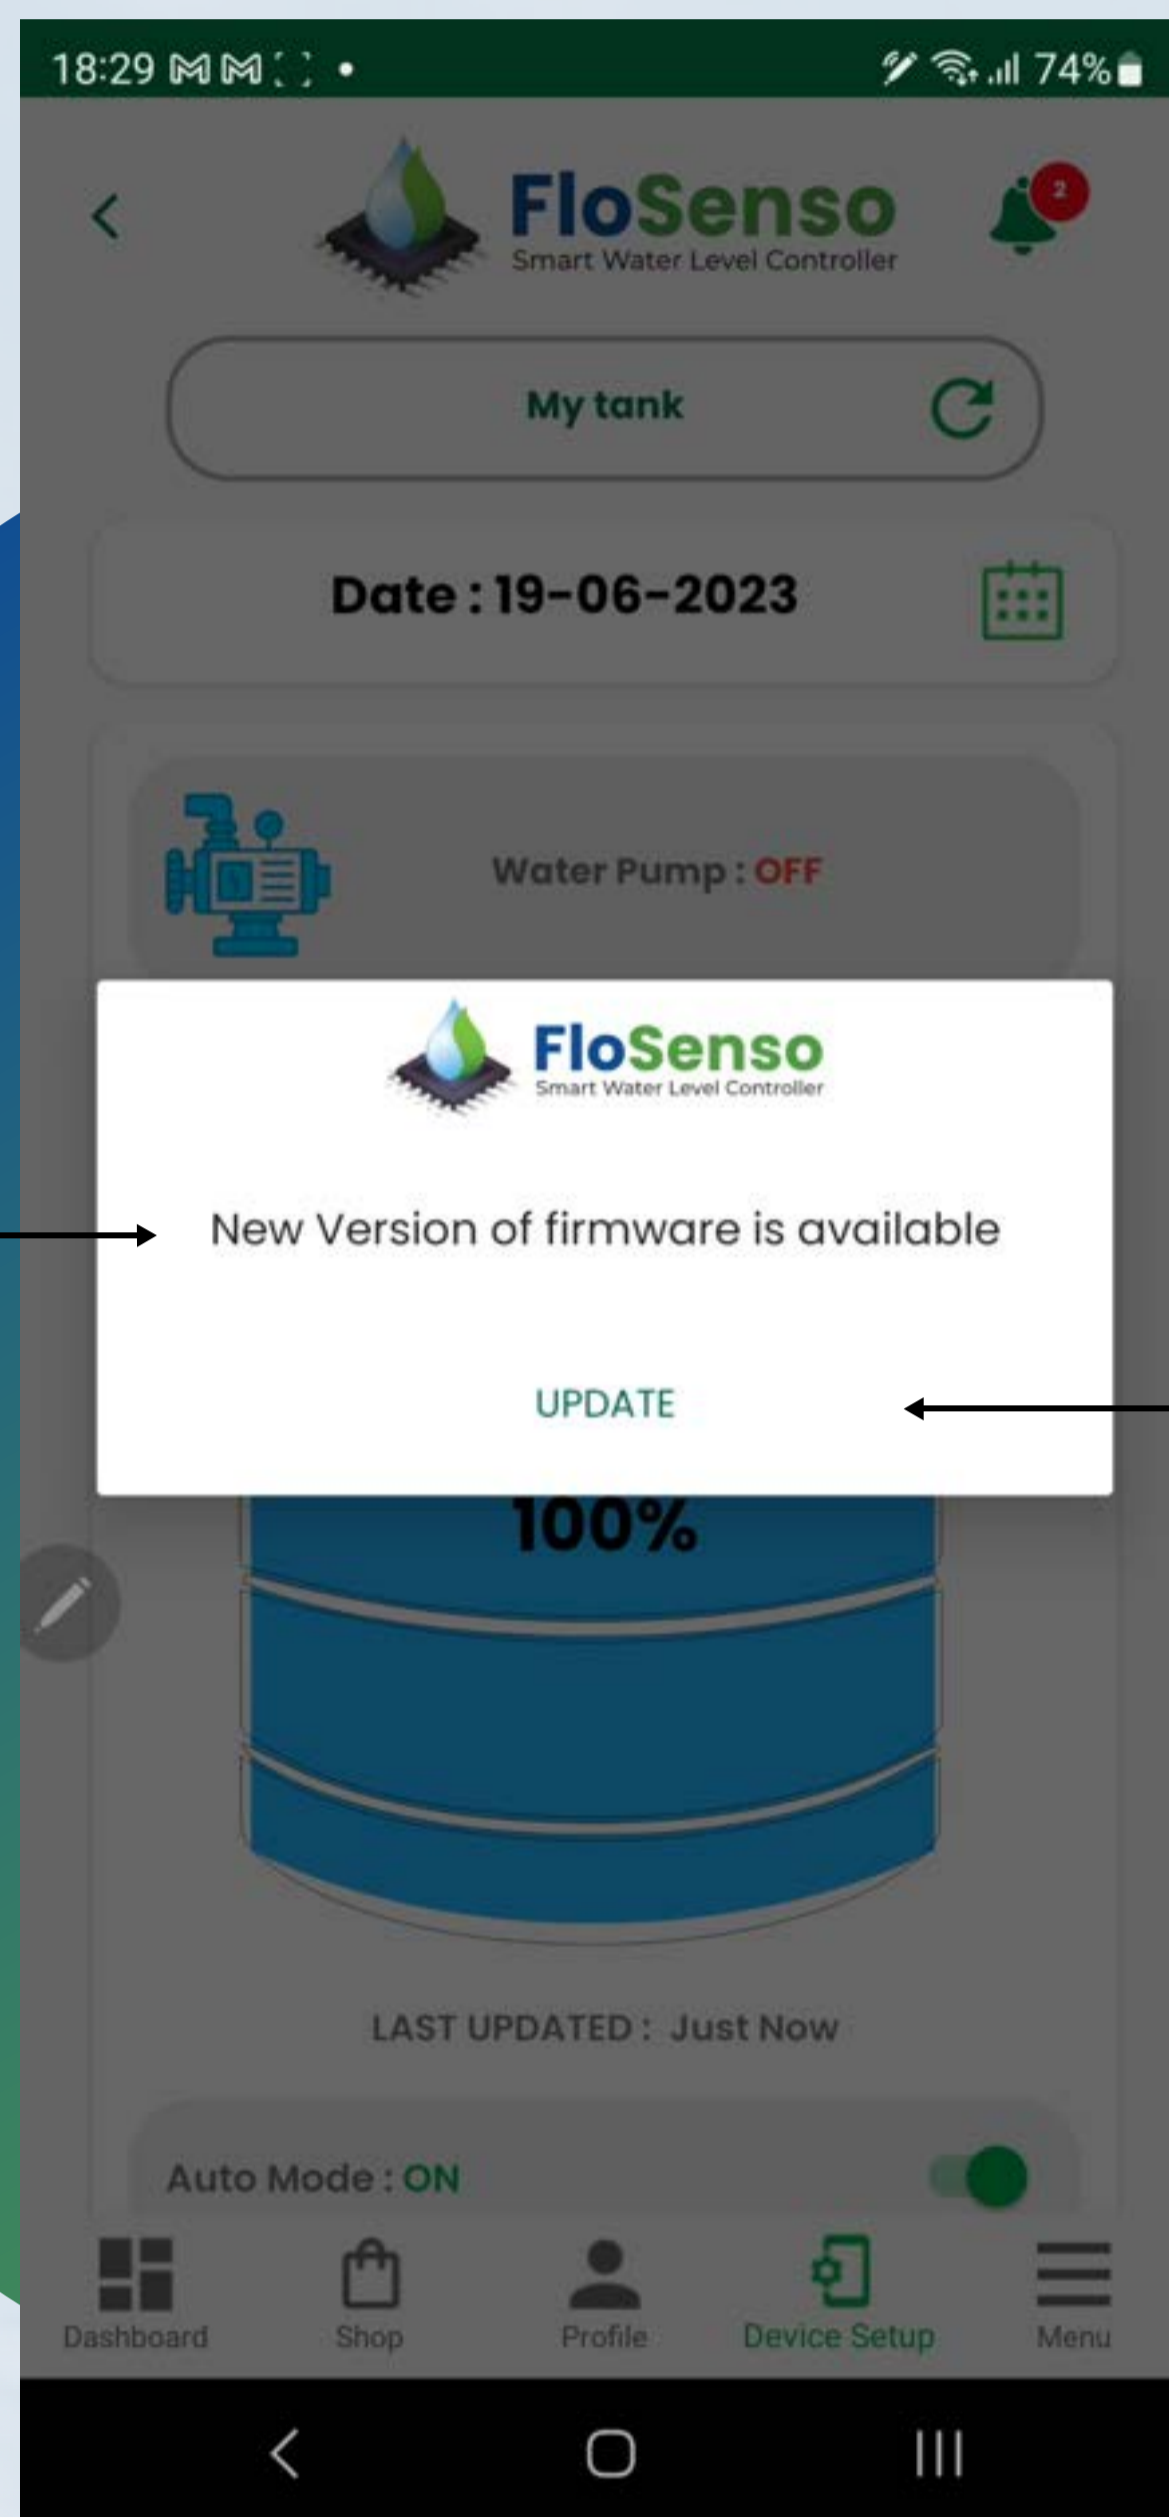 18:29
74%
FloSenso
Smart Water Level Controller
2
My tank
Date : 19-06-2023
Water Pump : OFF
FloSenso
Smart Water Level Controller
New Version of firmware is available
UPDATE
100%
LAST UPDATED : Just Now
Auto Mode : ON
Dashboard
Shop
Profile
Device Setup
Menu